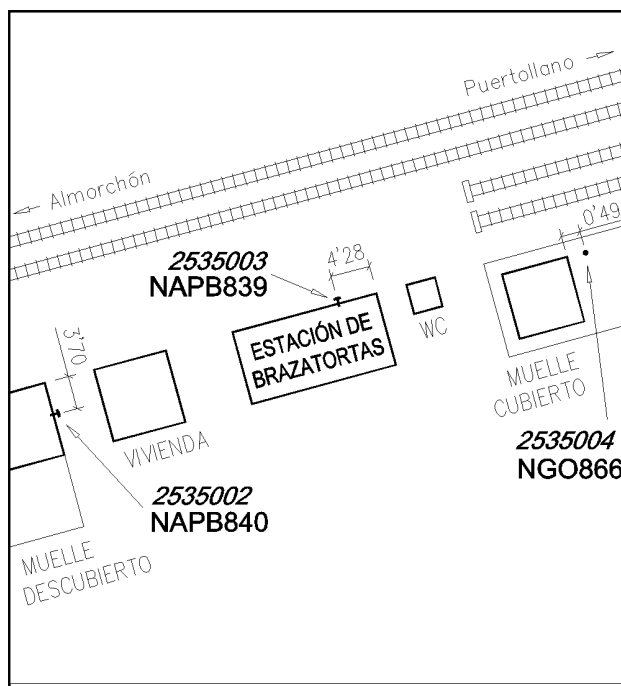 Puertollano
Almorchón
0'49
2535003
NAPB839
4'28
3'70
ESTACIÓN DE
BRAZATORTAS
WC
MUELLE
CUBIERTO
VIVIENDA
2535004
NGO866
2535002
NAPB840
MUELLE
DESCUBIERTO